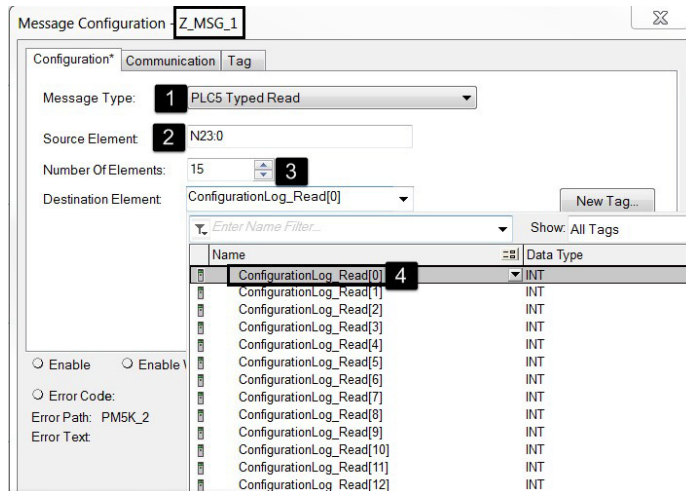 Message Configuration - Z_MSG_1
Configuration* Communication Tag
Message Type: 1 PLC5 Typed Read
Source Element: 2 N23:0
Number Of Elements: 15 3
Destination Element: ConfigurationLog_Read[0] New Tag...
Enter Name Filter... Show: All Tags
Name Data Type
ConfigurationLog_Read[0] 4 INT
ConfigurationLog_Read[1] INT
ConfigurationLog_Read[2] INT
ConfigurationLog_Read[3] INT
ConfigurationLog_Read[4] INT
ConfigurationLog_Read[5] INT
ConfigurationLog_Read[6] INT
ConfigurationLog_Read[7] INT
ConfigurationLog_Read[8] INT
ConfigurationLog_Read[9] INT
ConfigurationLog_Read[10] INT
ConfigurationLog_Read[11] INT
ConfigurationLog_Read[12] INT
Enable Enable
Error Code:
Error Path: PM5K_2
Error Text: